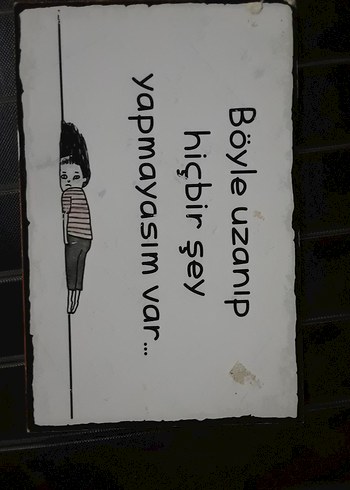 Böyle uzanıp
hiçbir şey
yapmayasım var...